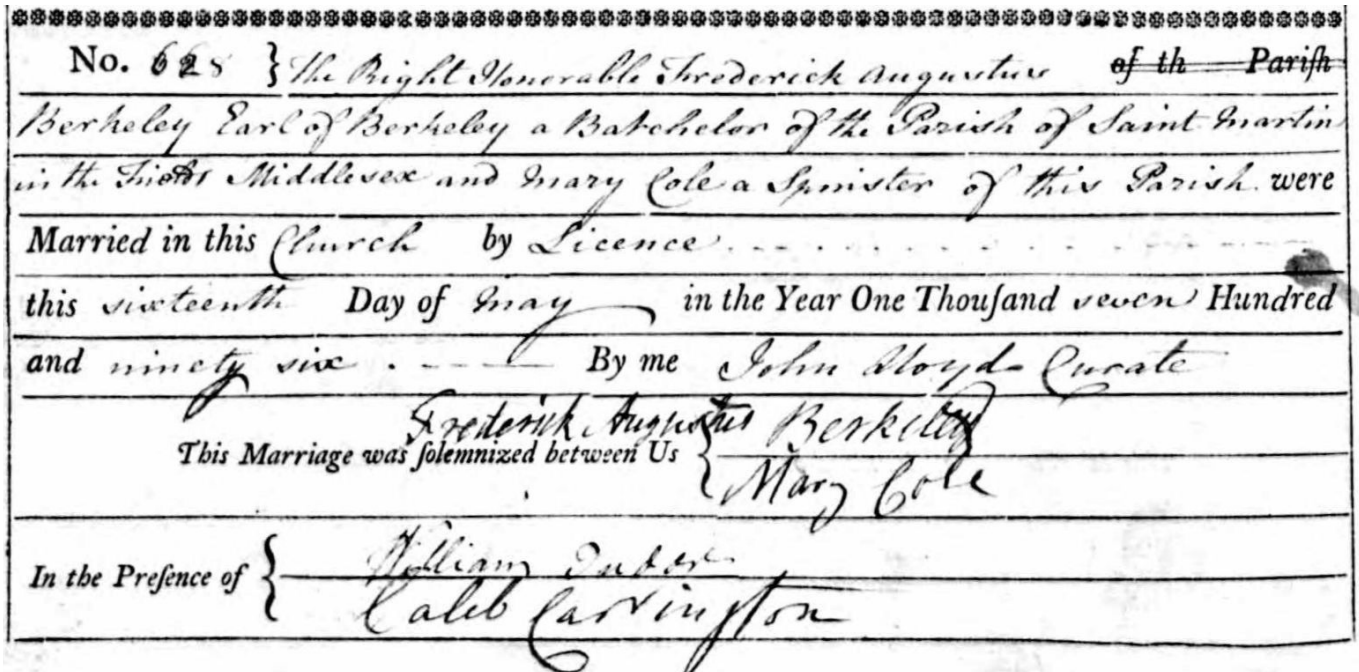 No. 628 } The Right Honorable Frederick Augustus of th Pariſh
Berkeley Earl of Berkeley a Batchelor of the Parish of Saint Martin
in the Fields Middlesex and Mary Cole a Spinster of this Parish were
Married in this Church by Licence
this sixteenth Day of May in the Year One Thouſand seven Hundred
and ninety six By me John Lloyd Curate
Frederick Augustus Berkeley
This Marriage was ſolemnized between Us {
Mary Cole
William Tudor
In the Preſence of {
Caleb Carrington